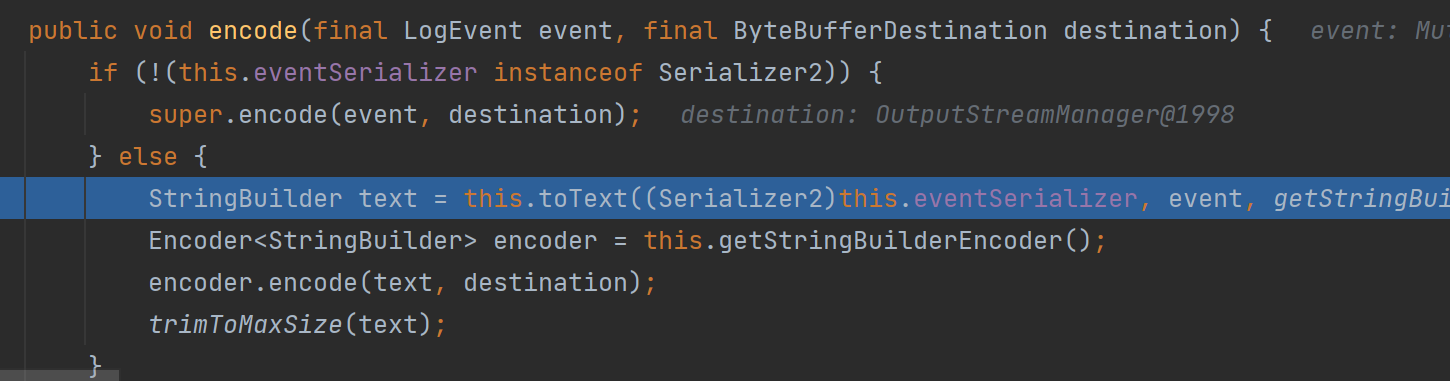 public void encode(final LogEvent event, final ByteBufferDestination destination) { event:
if (!(this.eventSerializer instanceof Serializer2)) {
super.encode(event, destination); destination: OutputStreamManager@1998
} else {
StringBuilder text = this.toText((Serializer2)this.eventSerializer, event,
Encoder<StringBuilder> encoder = this.getStringBuilderEncoder();
encoder.encode(text, destination);
trimToMaxSize(text);
}